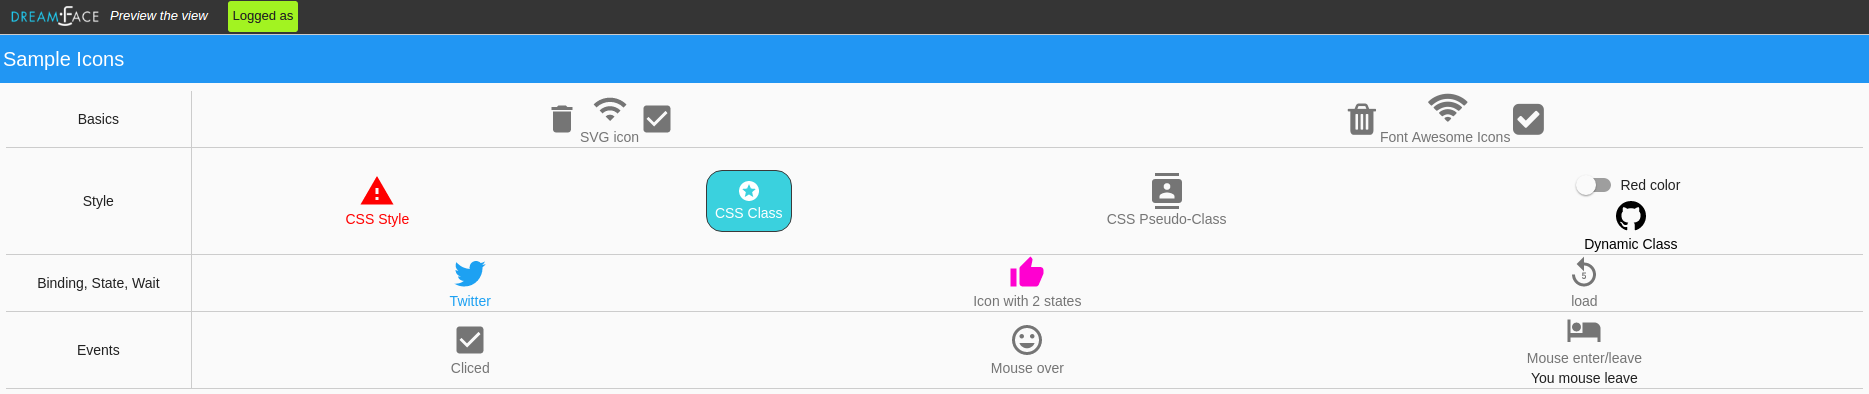 DREAMFACE Preview the view Logged as
Sample Icons
Basics
SVG icon
Font Awesome Icons
Style
CSS Style
CSS Class
CSS Pseudo-Class
Red color
Dynamic Class
Binding, State, Wait
Twitter
Icon with 2 states
5
load
Events
Cliced
Mouse over
Mouse enter/leave
You mouse leave